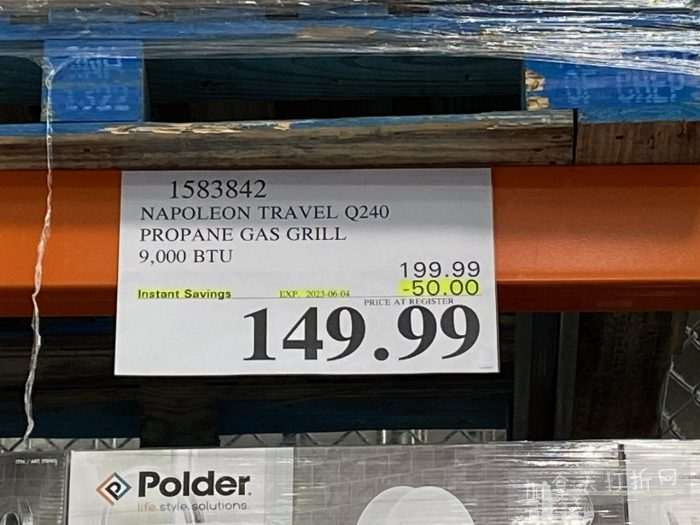 1583842
NAPOLEON TRAVEL Q240
PROPANE GAS GRILL
9,000 BTU
199.99
Instant Savings EXP. 2023-06-04 -50.00
PRICE AT REGISTER
149.99
Polder
life.style.solutions.